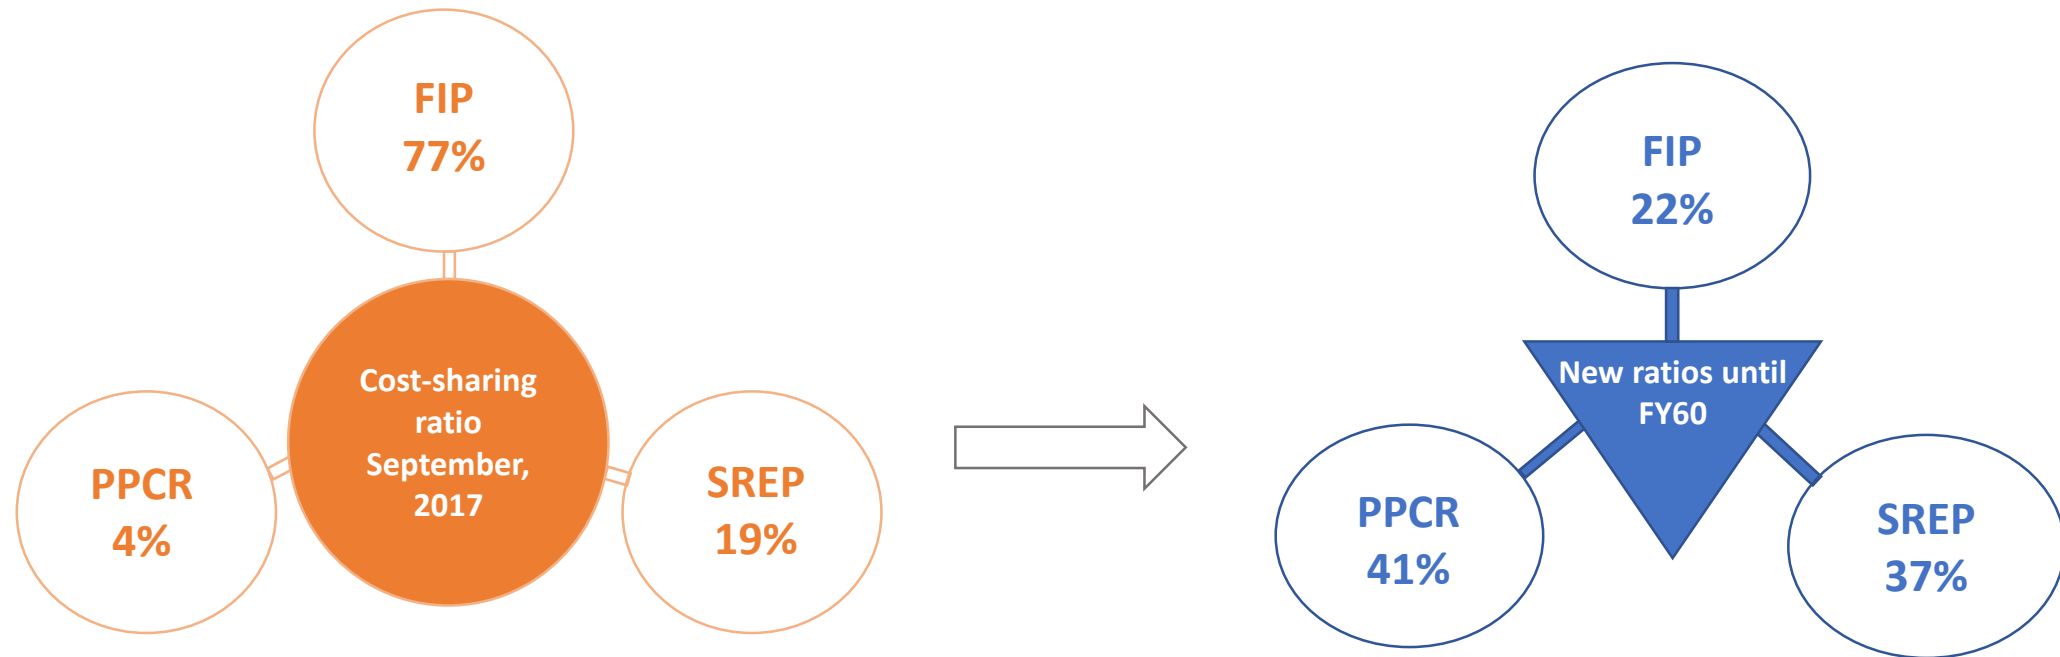 FIP
77%
Cost-sharing
ratio
September,
2017
PPCR
4%
SREP
19%
FIP
22%
New ratios until
FY60
PPCR
41%
SREP
37%